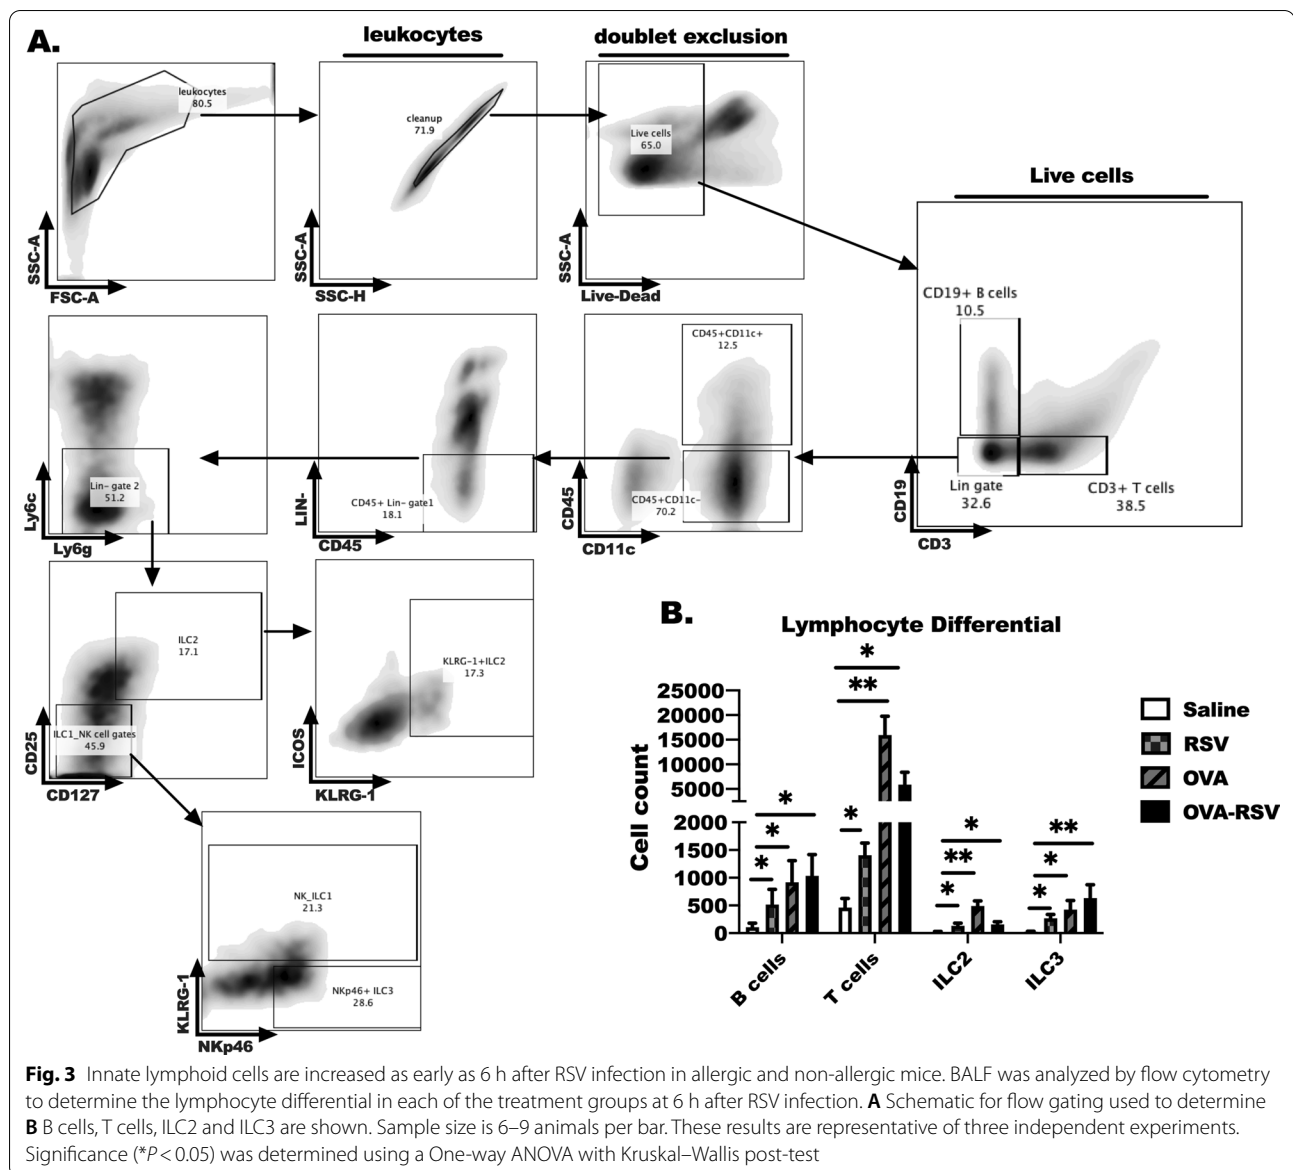 A.
leukocytes
doublet exclusion
leukocytes
80.5
SSC-A
FSC-A
cleanup
71.9
SSC-A
SSC-H
Live cells
65.0
SSC-A
Live-Dead
Live cells
CD19+ B cells
10.5
Lin gate
32.6
CD3+ T cells
38.5
CD19
CD3
CD45+CD11c+
12.5
CD45+CD11c-
70.2
CD45
CD11c
CD45+ Lin- gate1
18.1
LIN-
CD45
Lin- gate 2
51.2
Ly6c
Ly6g
ILC2
17.1
ILC1_NK cell gates
45.9
CD25
CD127
KLRG-1+ILC2
17.3
ICOS
KLRG-1
NK_ILC1
21.3
NKp46+ ILC3
28.6
KLRG-1
NKp46
B.
Lymphocyte Differential
Cell count
25000
20000
15000
10000
5000
2000
1500
1000
500
0
* * *
* ** *
* ** *
* * **
B cells
T cells
ILC2
ILC3
Saline
RSV
OVA
OVA-RSV
Fig. 3 Innate lymphoid cells are increased as early as 6 h after RSV infection in allergic and non-allergic mice. BALF was analyzed by flow cytometry
to determine the lymphocyte differential in each of the treatment groups at 6 h after RSV infection. A Schematic for flow gating used to determine
B B cells, T cells, ILC2 and ILC3 are shown. Sample size is 6–9 animals per bar. These results are representative of three independent experiments.
Significance (*P < 0.05) was determined using a One-way ANOVA with Kruskal–Wallis post-test